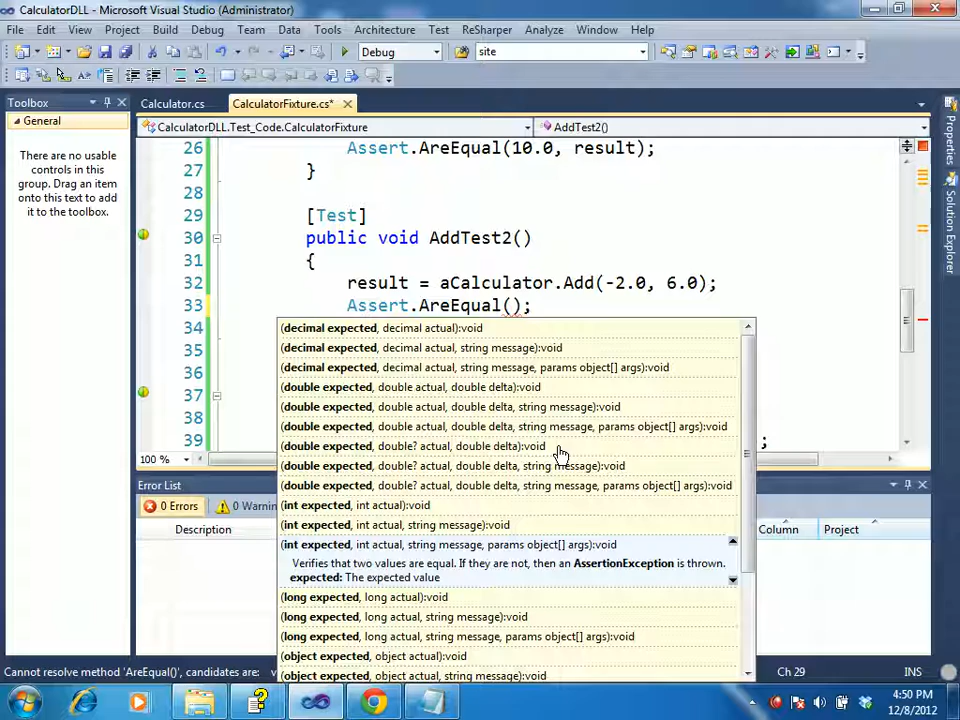 CalculatorDLL - Microsoft Visual Studio (Administrator)
File Edit View Project Build Debug Team Data Tools Architecture Test ReSharper Analyze Window Help
Debug site
Toolbox
General
There are no usable
controls in this
group. Drag an item
onto this text to add
it to the toolbox.
Calculator.cs CalculatorFixture.cs*
CalculatorDLL.Test_Code.CalculatorFixture AddTest2()
26 Assert.AreEqual(10.0, result);
27 }
28
29 [Test]
30 public void AddTest2()
31 {
32 result = aCalculator.Add(-2.0, 6.0);
33 Assert.AreEqual();
34
35
36
37
38
39 ;
(decimal expected, decimal actual):void
(decimal expected, decimal actual, string message):void
(decimal expected, decimal actual, string message, params object[] args):void
(double expected, double actual, double delta):void
(double expected, double actual, double delta, string message):void
(double expected, double actual, double delta, string message, params object[] args):void
(double expected, double? actual, double delta):void
(double expected, double? actual, double delta, string message):void
(double expected, double? actual, double delta, string message, params object[] args):void
(int expected, int actual):void
(int expected, int actual, string message):void
(int expected, int actual, string message, params object[] args):void
Verifies that two values are equal. If they are not, then an AssertionException is thrown.
expected: The expected value
(long expected, long actual):void
(long expected, long actual, string message):void
(long expected, long actual, string message, params object[] args):void
(object expected, object actual):void
(object expected, object actual, string message):void
100 %
Error List
0 Errors 0 Warnin
Description Column Project
Properties
Solution Explorer
Cannot resolve method 'AreEqual()', candidates are: Ch 29 INS
4:50 PM
12/8/2012